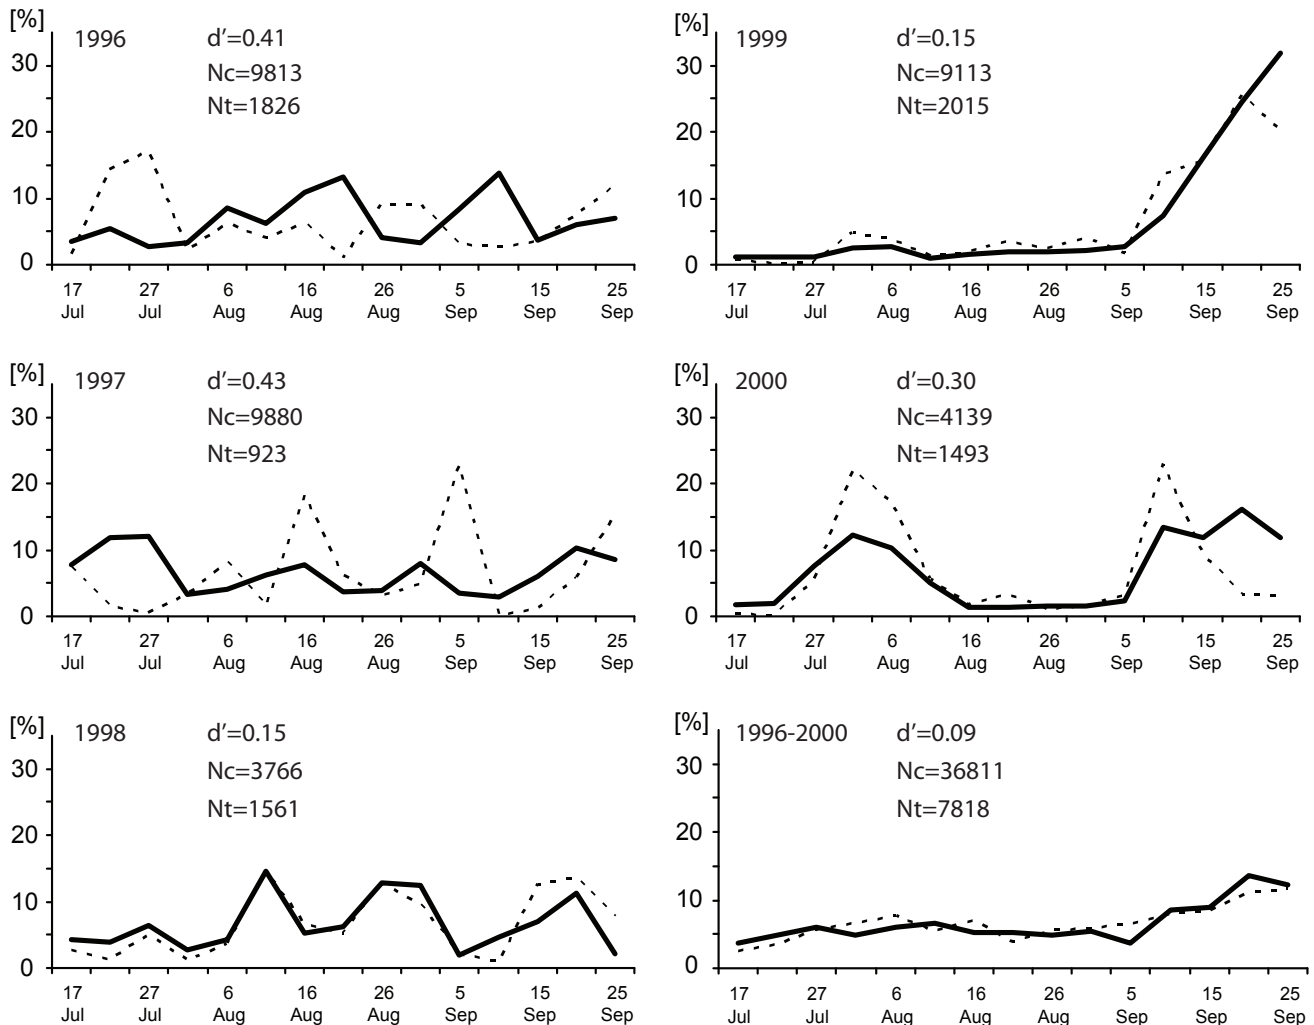 [%]
1996
d′=0.41
Nc=9813
Nt=1826
30
20
10
0
17 27 6 16 26 5 15 25
Jul Jul Aug Aug Aug Sep Sep Sep
[%]
1999
d′=0.15
Nc=9113
Nt=2015
30
20
10
0
17 27 6 16 26 5 15 25
Jul Jul Aug Aug Aug Sep Sep Sep
[%]
1997
d′=0.43
Nc=9880
Nt=923
30
20
10
0
17 27 6 16 26 5 15 25
Jul Jul Aug Aug Aug Sep Sep Sep
[%]
2000
d′=0.30
Nc=4139
Nt=1493
30
20
10
0
17 27 6 16 26 5 15 25
Jul Jul Aug Aug Aug Sep Sep Sep
[%]
1998
d′=0.15
Nc=3766
Nt=1561
30
20
10
0
17 27 6 16 26 5 15 25
Jul Jul Aug Aug Aug Sep Sep Sep
[%]
1996-2000
d′=0.09
Nc=36811
Nt=7818
30
20
10
0
17 27 6 16 26 5 15 25
Jul Jul Aug Aug Aug Sep Sep Sep